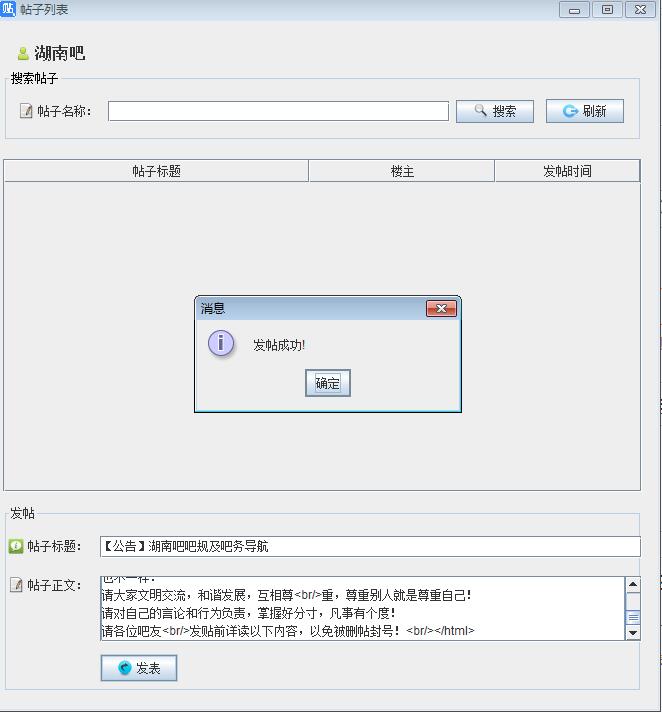 贴 帖子列表
湖南吧
搜索帖子
帖子名称： 搜索 刷新
帖子标题 楼主 发帖时间
消息
发帖成功!
确定
发帖
帖子标题： 【公告】湖南吧吧规及吧务导航
帖子正文：
请大家文明交流，和谐发展，互相尊<br/>重，尊重别人就是尊重自己！
请对自己的言论和行为负责，掌握好分寸，凡事有个度！
请各位吧友<br/>发贴前详读以下内容，以免被删帖封号！<br/></html>
发表